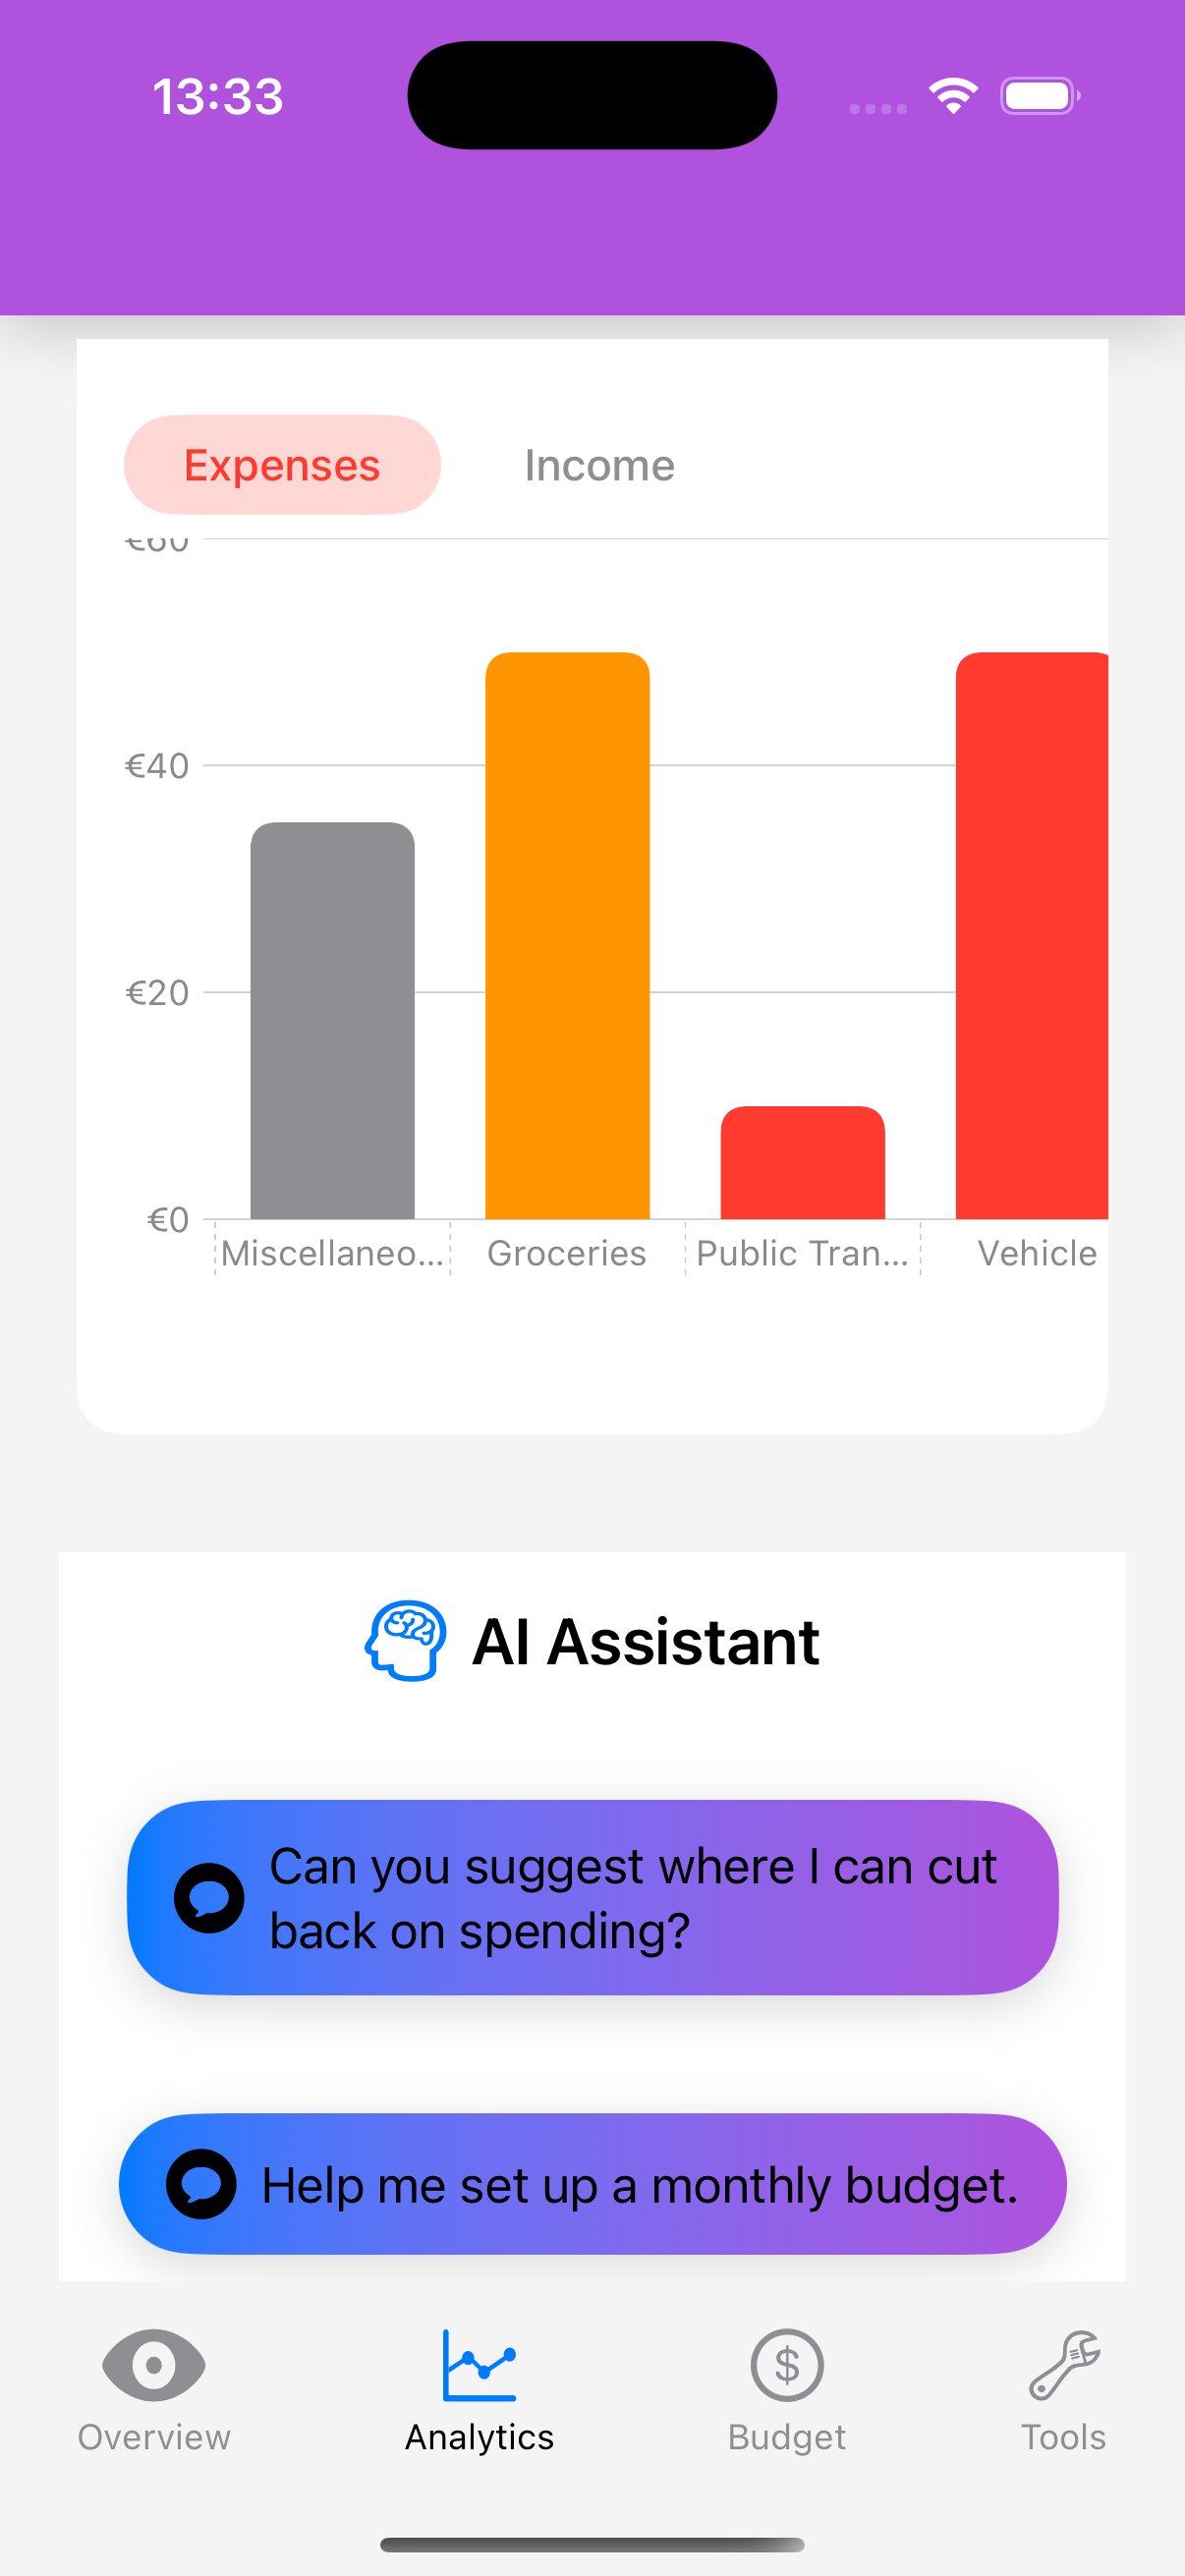 13:33
Expenses
Income
€60
€40
€20
€0
Miscellaneo...
Groceries
Public Tran...
Vehicle
AI Assistant
Can you suggest where I can cut
back on spending?
Help me set up a monthly budget.
Overview
Analytics
Budget
Tools